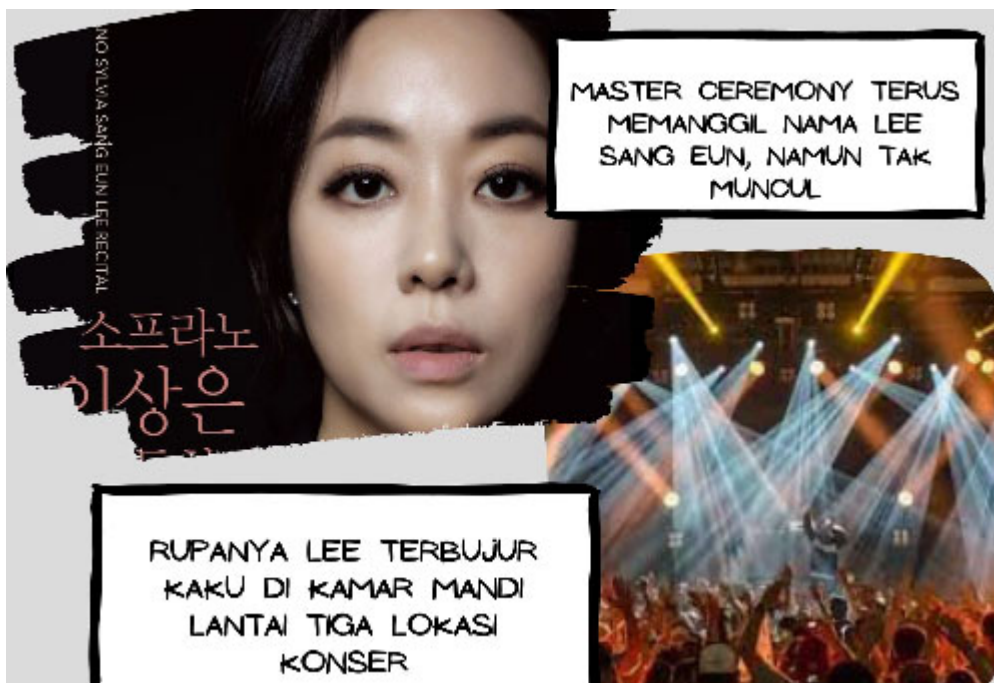 NO SYLVIA SANG EUN LEE RECITAL
소프라노
이상은
MASTER CEREMONY TERUS
MEMANGGIL NAMA LEE
SANG EUN, NAMUN TAK
MUNCUL
RUPANYA LEE TERBUJUR
KAKU DI KAMAR MANDI
LANTAI TIGA LOKASI
KONSER